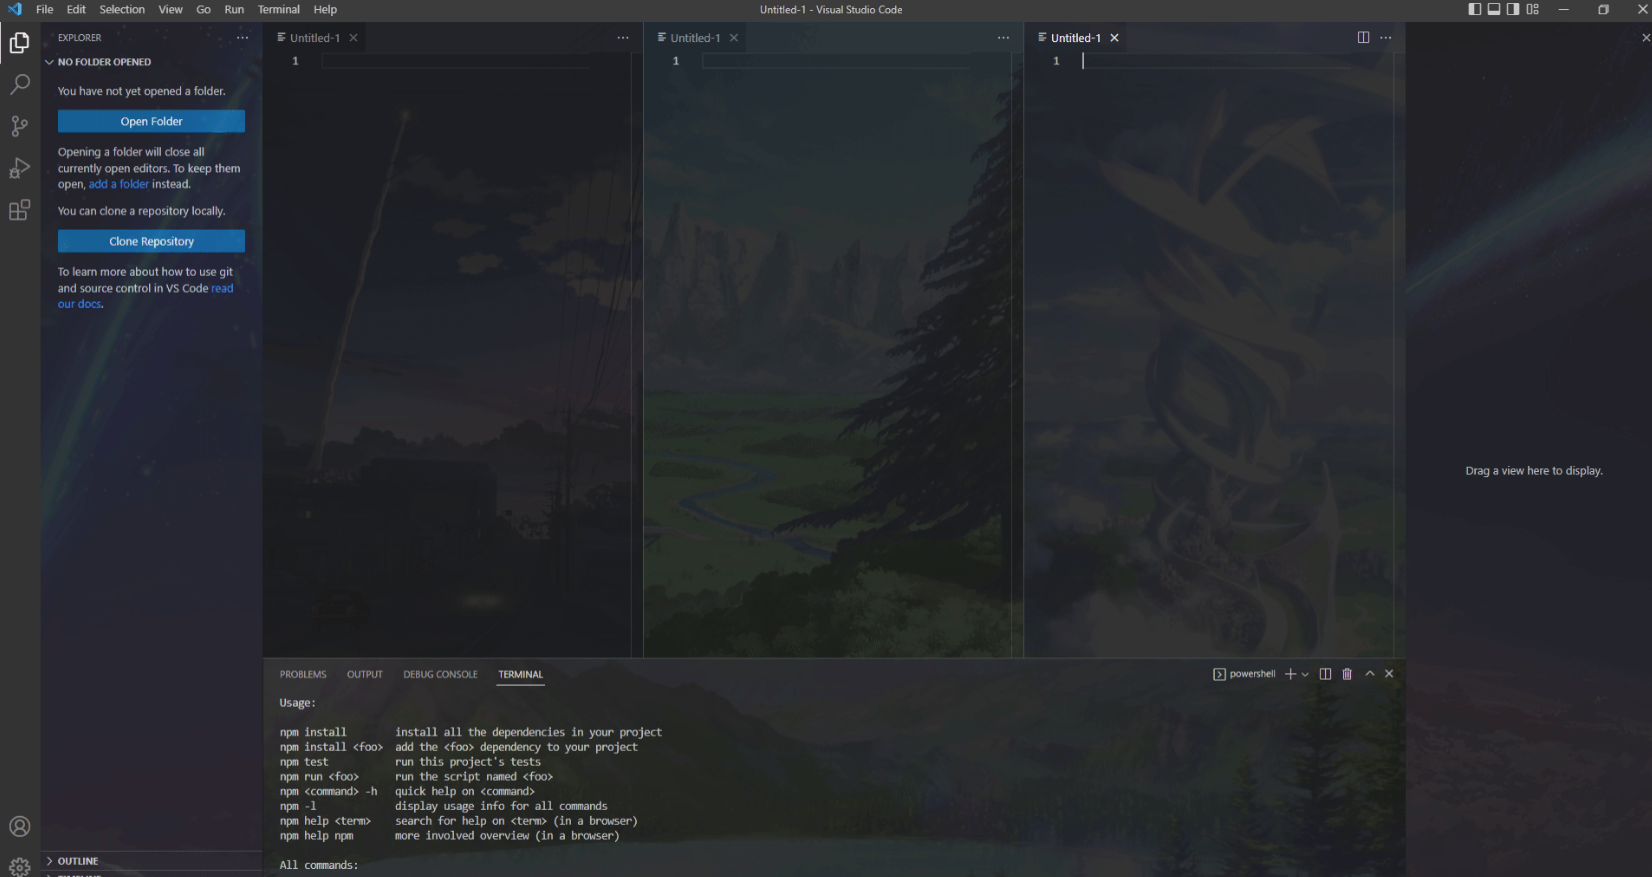 File Edit Selection View Go Run Terminal Help
Untitled-1 - Visual Studio Code
EXPLORER
NO FOLDER OPENED
You have not yet opened a folder.
Open Folder
Opening a folder will close all
currently open editors. To keep them
open, add a folder instead.
You can clone a repository locally.
Clone Repository
To learn more about how to use git
and source control in VS Code read
our docs.
OUTLINE
TIMELINE
Untitled-1
1
Untitled-1
1
Untitled-1
1
Drag a view here to display.
PROBLEMS OUTPUT DEBUG CONSOLE TERMINAL
powershell
Usage:
npm install install all the dependencies in your project
npm install <foo> add the <foo> dependency to your project
npm test run this project's tests
npm run <foo> run the script named <foo>
npm <command> -h quick help on <command>
npm -l display usage info for all commands
npm help <term> search for help on <term> (in a browser)
npm help npm more involved overview (in a browser)
All commands: